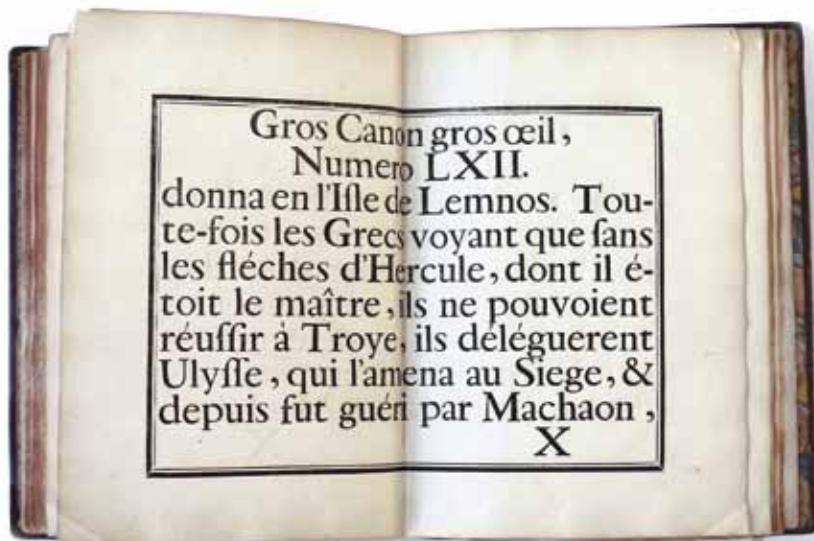 Gros Canon gros œil,
Numero LXII.
donna en l'Iſle de Lemnos. Tou-
te-fois les Grecs voyant que ſans
les fléches d'Hercule, dont il é-
toit le maître, ils ne pouvoient
réuſſir à Troye, ils déléguerent
Ulyſſe, qui l'amena au Siege, &
depuis fut guéri par Machaon,
X